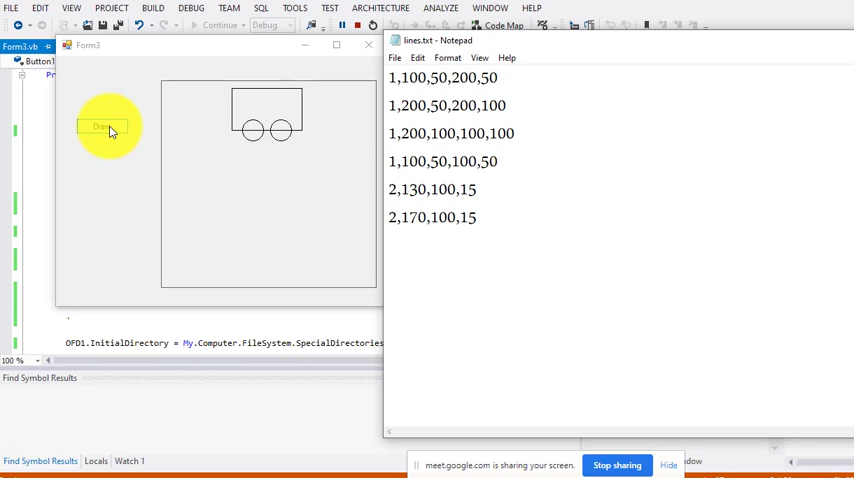 FILE EDIT VIEW PROJECT BUILD DEBUG TEAM SQL TOOLS TEST ARCHITECTURE ANALYZE WINDOW HELP
Continue Debug Code Map
Form3.vb
Form3
lines.txt - Notepad
Button1
File Edit Format View Help
Pr
1,100,50,200,50
1,200,50,200,100
Draw
1,200,100,100,100
1,100,50,100,50
2,130,100,15
2,170,100,15
OFD1.InitialDirectory = My.Computer.FileSystem.SpecialDirectories
100 %
Find Symbol Results
Find Symbol Results Locals Watch 1
meet.google.com is sharing your screen. Stop sharing Hide
ndow